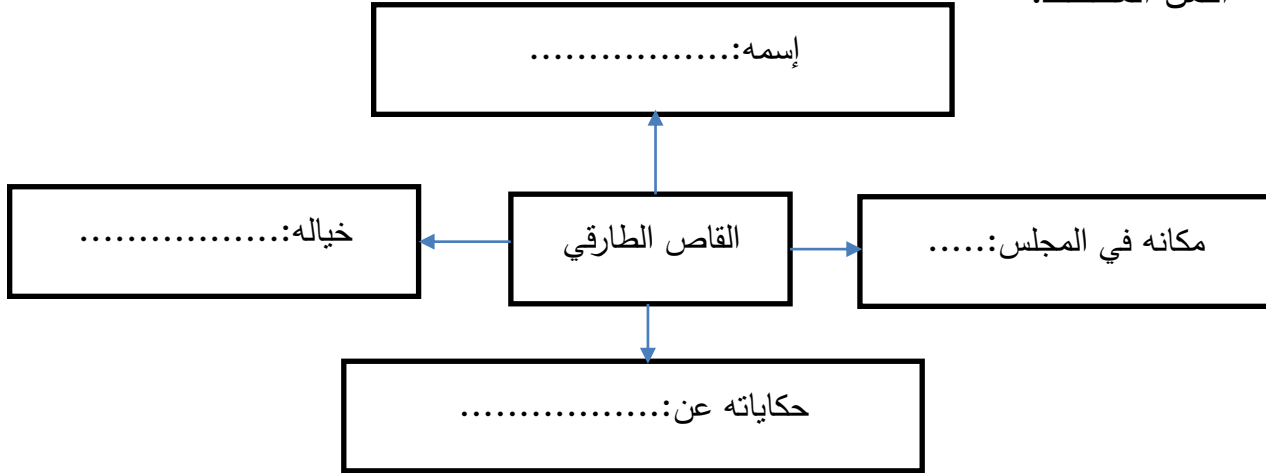 إسمه:.................
خياله:.................
القاص الطارقي
مكانه في المجلس:.....
حكاياته عن:.................